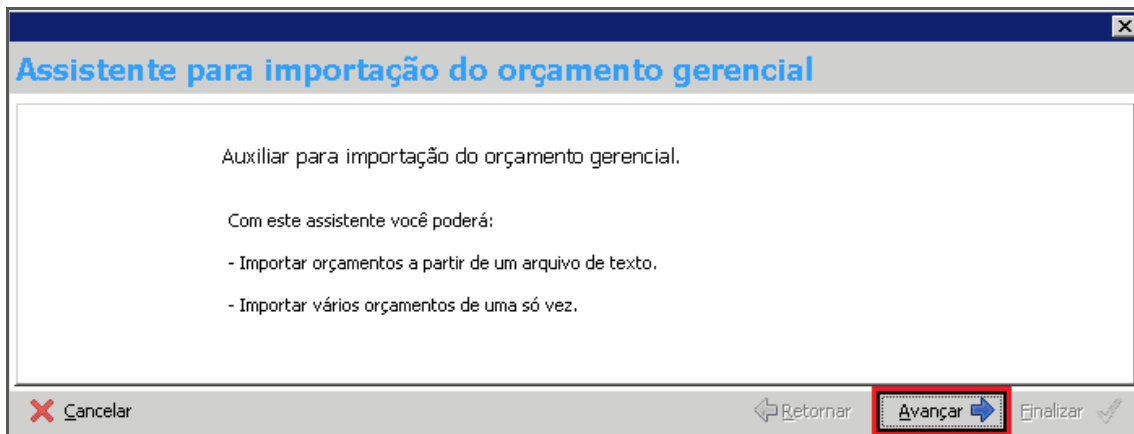 Assistente para importação do orçamento gerencial
Auxiliar para importação do orçamento gerencial.
Com este assistente você poderá:
- Importar orçamentos a partir de um arquivo de texto.
- Importar vários orçamentos de uma só vez.
Cancelar Retornar Avançar Finalizar